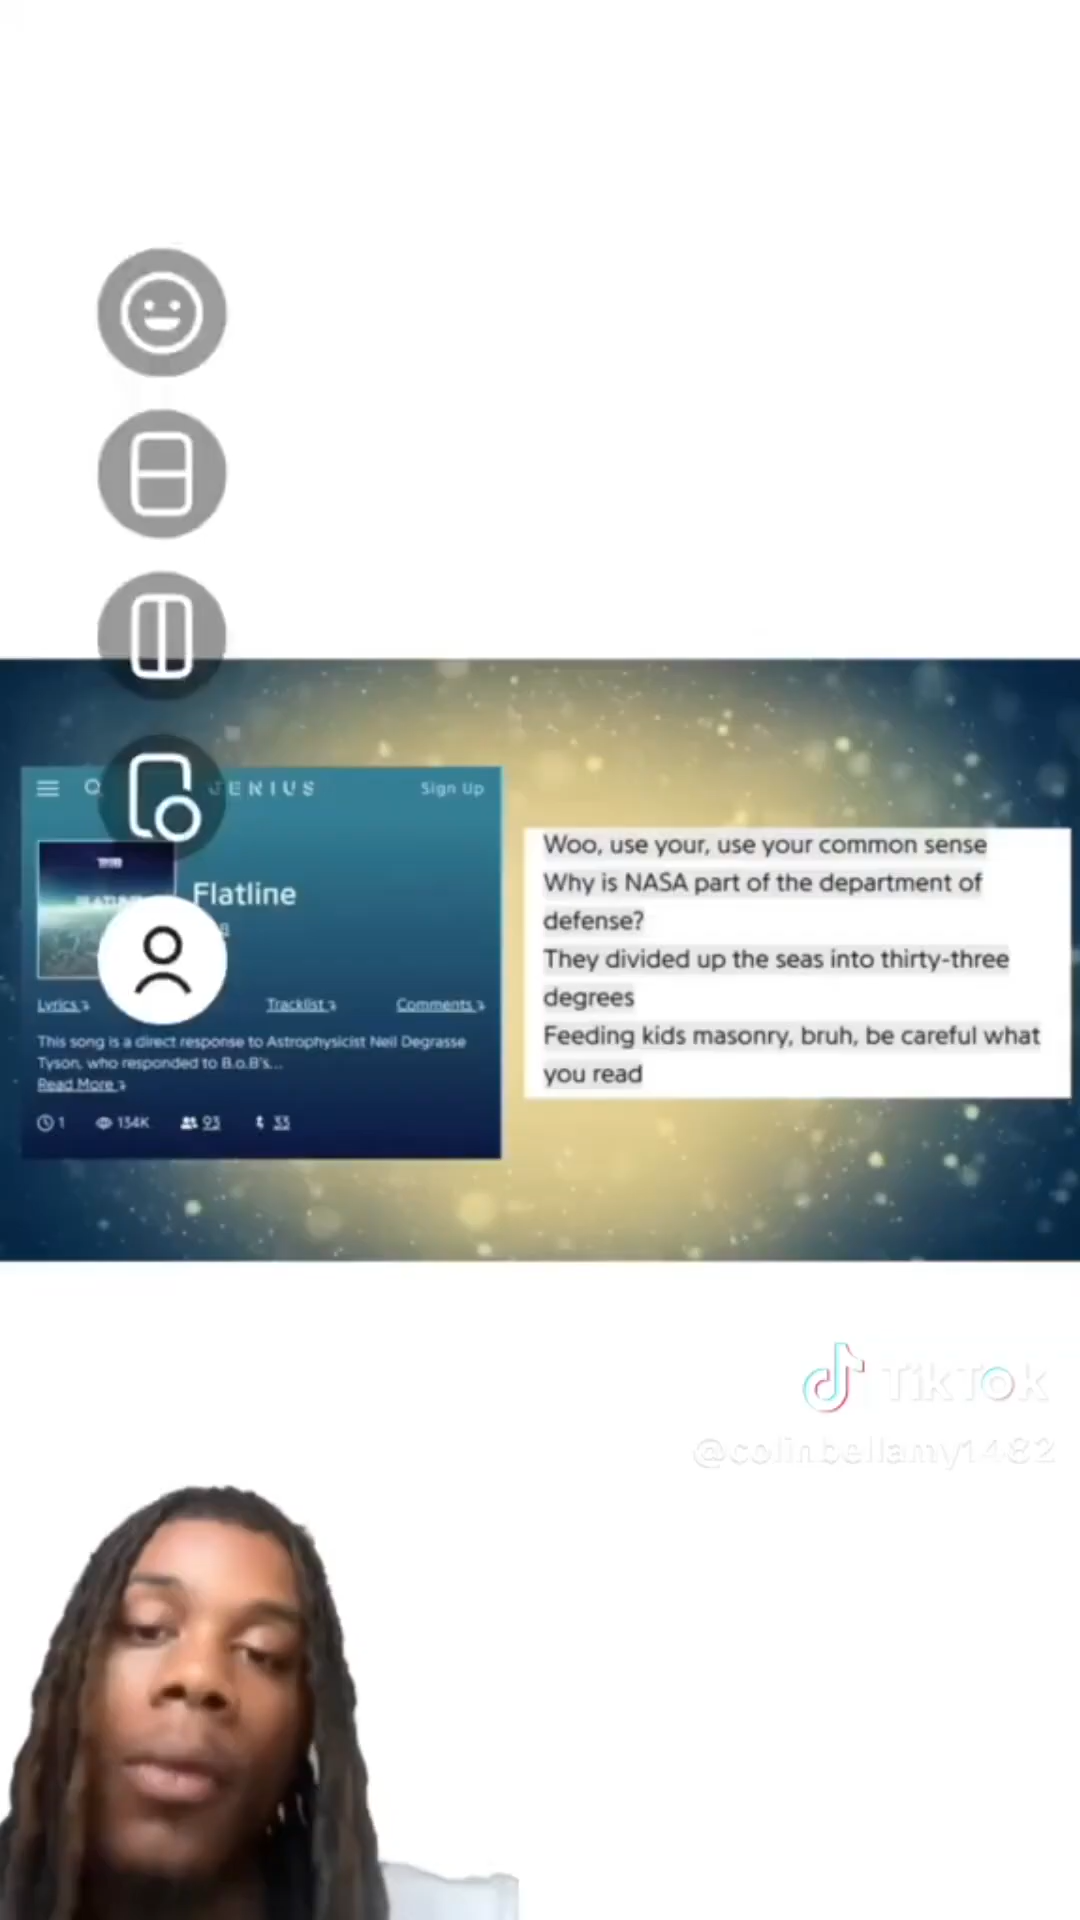 GENIUS
Sign Up
Flatline
Lyrics
Tracklist
Comments
This song is a direct response to Astrophysicist Neil Degrasse
Tyson, who responded to B.o.B's...
Read More
1 134K 93 33
Woo, use your, use your common sense
Why is NASA part of the department of
defense?
They divided up the seas into thirty-three
degrees
Feeding kids masonry, bruh, be careful what
you read
TikTok
@colinbellamy1482